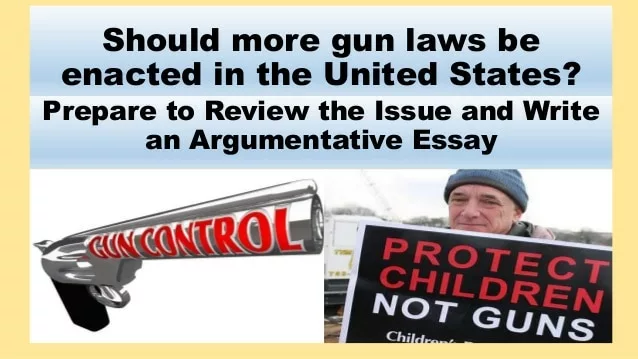 Should more gun laws be
enacted in the United States?
Prepare to Review the Issue and Write
an Argumentative Essay
GUN CONTROL
PROTECT
CHILDREN
NOT GUNS
Children's